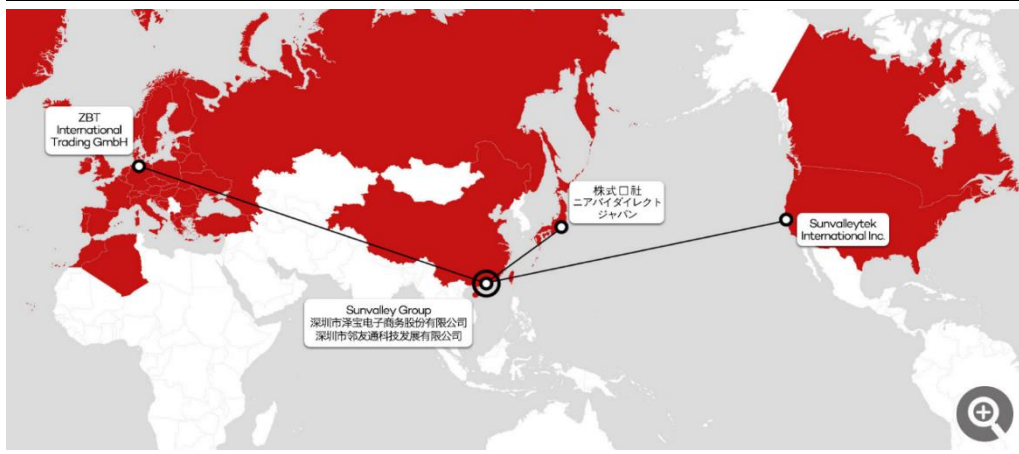 ZBT
International
Trading GmbH
株式□社
ニアバイダイレクト
ジャパン
Sunvalleytek
International Inc.
Sunvalley Group
深圳市泽宝电子商务股份有限公司
深圳市邻友通科技发展有限公司